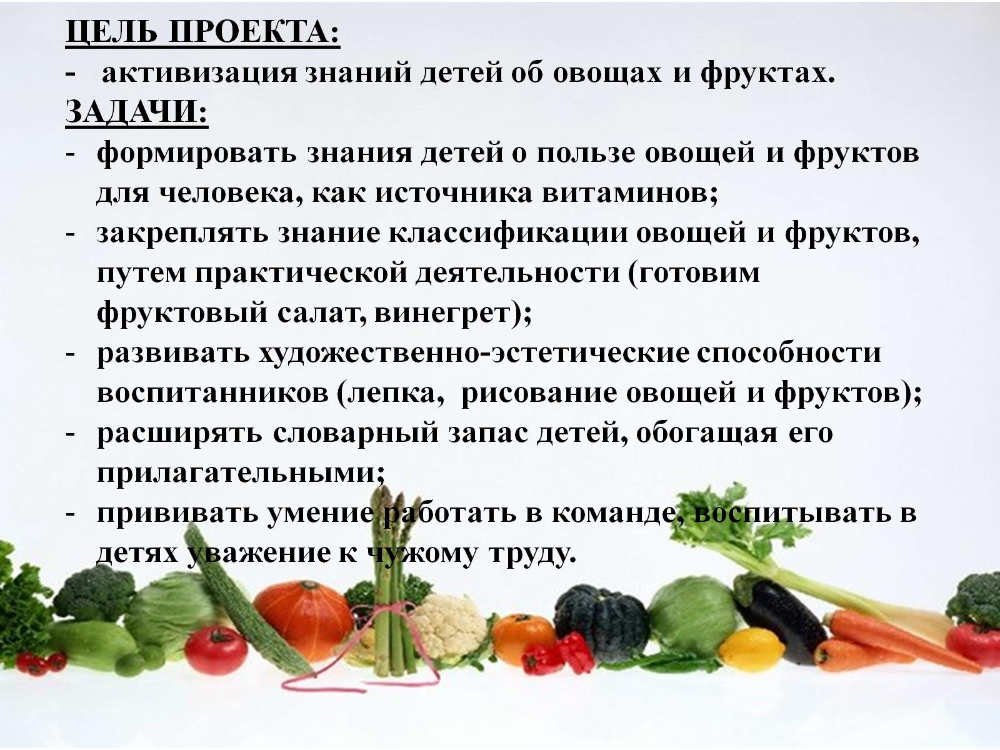 ЦЕЛЬ ПРОЕКТА:
- активизация знаний детей об овощах и фруктах.
ЗАДАЧИ:
- формировать знания детей о пользе овощей и фруктов
для человека, как источника витаминов;
- закреплять знание классификации овощей и фруктов,
путем практической деятельности (готовим
фруктовый салат, винегрет);
- развивать художественно-эстетические способности
воспитанников (лепка, рисование овощей и фруктов);
- расширять словарный запас детей, обогащая его
прилагательными;
- прививать умение работать в команде, воспитывать в
детях уважение к чужому труду.